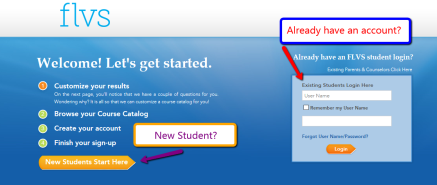 flvs
Already have an account?
Welcome! Let's get started.
1 Customize your results
On the next page, you'll notice that we have a couple of questions for you.
Wondering why? It is all so that we can customize a course catalog for you!
2 Browse your Course Catalog
3 Create your account
4 Finish your sign-up
New Student?
New Students Start Here
Already have an FLVS student login?
Existing Parents & Counselors Click Here
Existing Students Login Here
User Name
Remember my User Name
Forgot User Name/Password?
Login